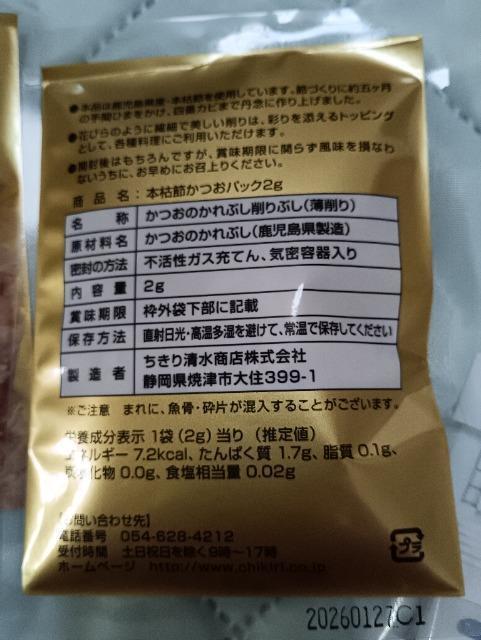 ●本品は鹿児島県産・本枯節を使用しています。節づくりに約五ヶ月
の手間ひまをかけ、四番カビまで丹念に作り上げました。
●花びらのように繊細で美しい削りは、彩りを添えるトッピング
として、各種料理にご利用いただけます。
●開封後はもちろんですが、賞味期限に関らず風味を損なわ
ないうちに、お早めにお召上りください。
商品名:本枯節かつおパック2g
名称 かつおのかれぶし削りぶし(薄削り)
原材料名 かつおのかれぶし(鹿児島県製造)
密封の方法 不活性ガス充てん、気密容器入り
内容量 2g
賞味期限 枠外袋下部に記載
保存方法 直射日光・高温多湿を避けて、常温で保存してください
製造者 ちきり清水商店株式会社
静岡県焼津市大住399-1
※ご注意 まれに、魚骨・砕片が混入することがございます。
栄養成分表示 1袋(2g)当り(推定値)
エネルギー 7.2kcal、たんぱく質 1.7g、脂質 0.1g、
炭水化物 0.0g、食塩相当量 0.02g
【お問い合わせ先】
電話番号 054-628-4212
受付時間 土日祝日を除く9時〜17時
ホームページ http://www.chikiri.co.jp
プラ
20260127.C1